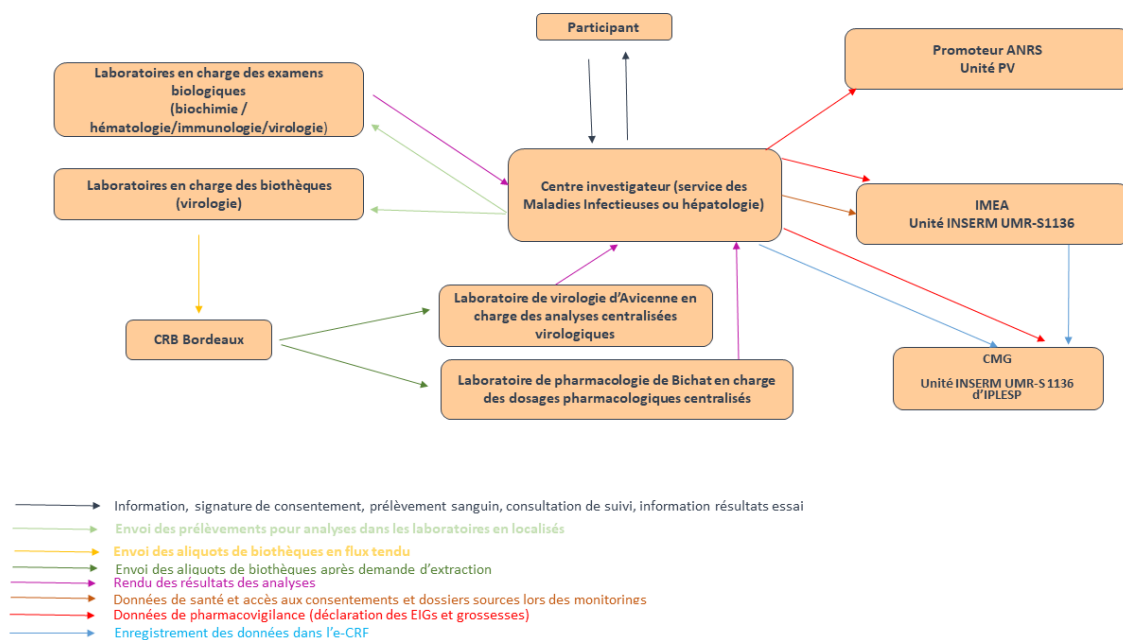 Participant
Promoteur ANRS
Unité PV
Laboratoires en charge des examens
biologiques
(biochimie /
hématologie/immunologie/virologie)
Centre investigateur (service des
Maladies Infectieuses ou hépatologie)
Laboratoires en charge des biothèques
(virologie)
IMEA
Unité INSERM UMR-S1136
Laboratoire de virologie d'Avicenne en
charge des analyses centralisées
virologiques
CRB Bordeaux
CMG
Unité INSERM UMR-S 1136
d'IPLESP
Laboratoire de pharmacologie de Bichat en charge
des dosages pharmacologiques centralisés
Information, signature de consentement, prélèvement sanguin, consultation de suivi, information résultats essai
Envoi des prélèvements pour analyses dans les laboratoires en localisés
Envoi des aliquots de biothèques en flux tendu
Envoi des aliquots de biothèques après demande d'extraction
Rendu des résultats des analyses
Données de santé et accès aux consentements et dossiers sources lors des monitorings
Données de pharmacovigilance (déclaration des EIGs et grossesses)
Enregistrement des données dans l'e-CRF